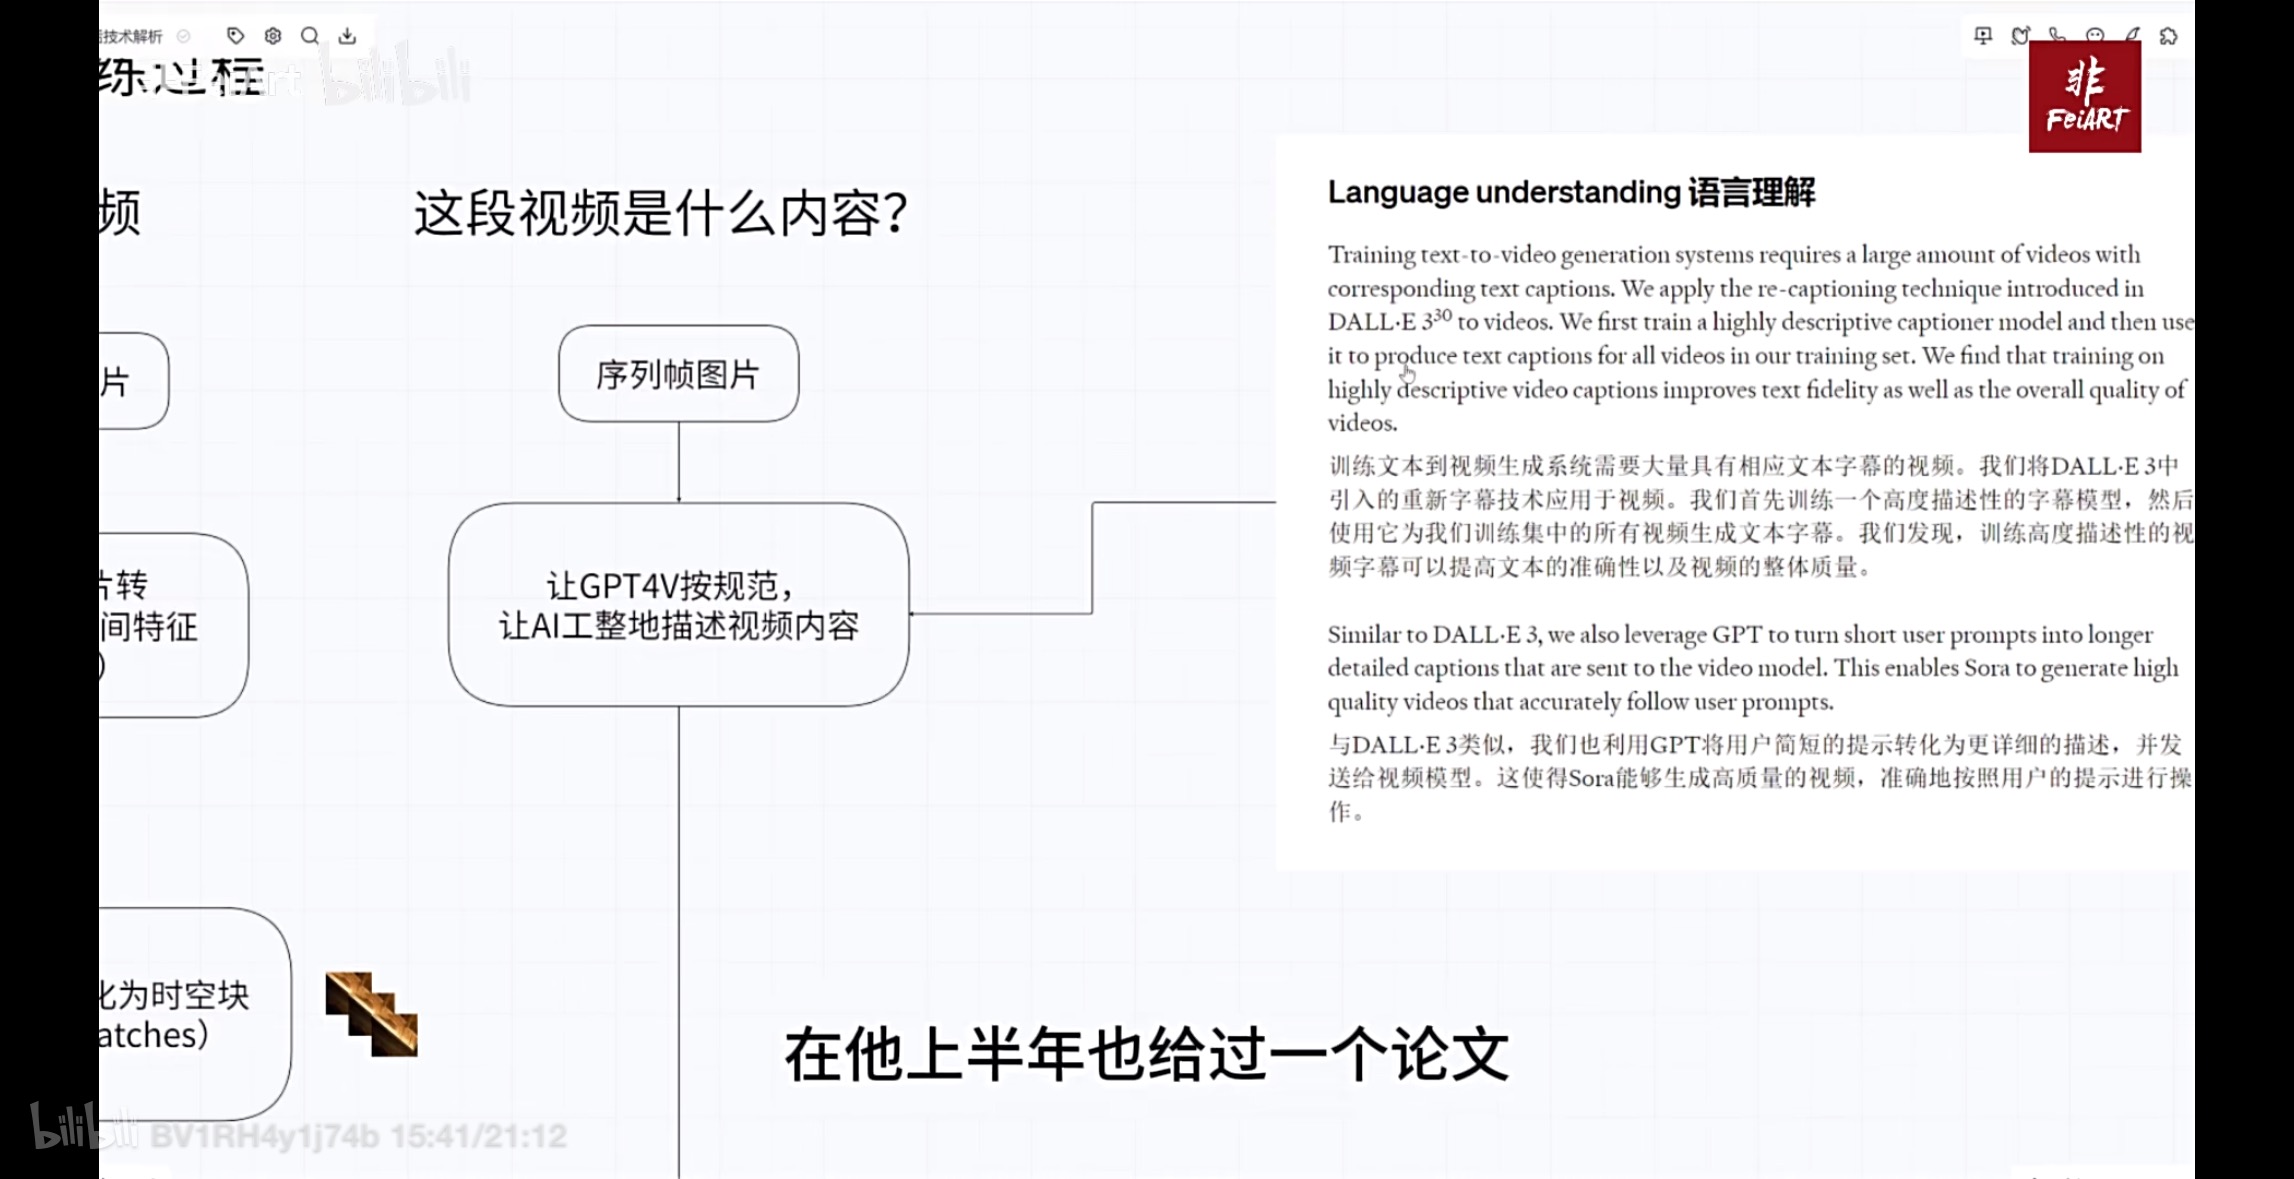 技术解析
练过程
bilibili
非
FeiART
频
这段视频是什么内容？
片
序列帧图片
片转
间特征
）
让GPT4V按规范，
让AI工整地描述视频内容
化为时空块
atches）
Language understanding 语言理解
Training text-to-video generation systems requires a large amount of videos with
corresponding text captions. We apply the re-captioning technique introduced in
DALL·E 3³⁰ to videos. We first train a highly descriptive captioner model and then use
it to produce text captions for all videos in our training set. We find that training on
highly descriptive video captions improves text fidelity as well as the overall quality of
videos.
训练文本到视频生成系统需要大量具有相应文本字幕的视频。我们将DALL·E 3中
引入的重新字幕技术应用于视频。我们首先训练一个高度描述性的字幕模型，然后
使用它为我们训练集中的所有视频生成文本字幕。我们发现，训练高度描述性的视
频字幕可以提高文本的准确性以及视频的整体质量。
Similar to DALL·E 3, we also leverage GPT to turn short user prompts into longer
detailed captions that are sent to the video model. This enables Sora to generate high
quality videos that accurately follow user prompts.
与DALL·E 3类似，我们也利用GPT将用户简短的提示转化为更详细的描述，并发
送给视频模型。这使得Sora能够生成高质量的视频，准确地按照用户的提示进行操
作。
在他上半年也给过一个论文
bilibili BV1RH4y1j74b 15:41/21:12